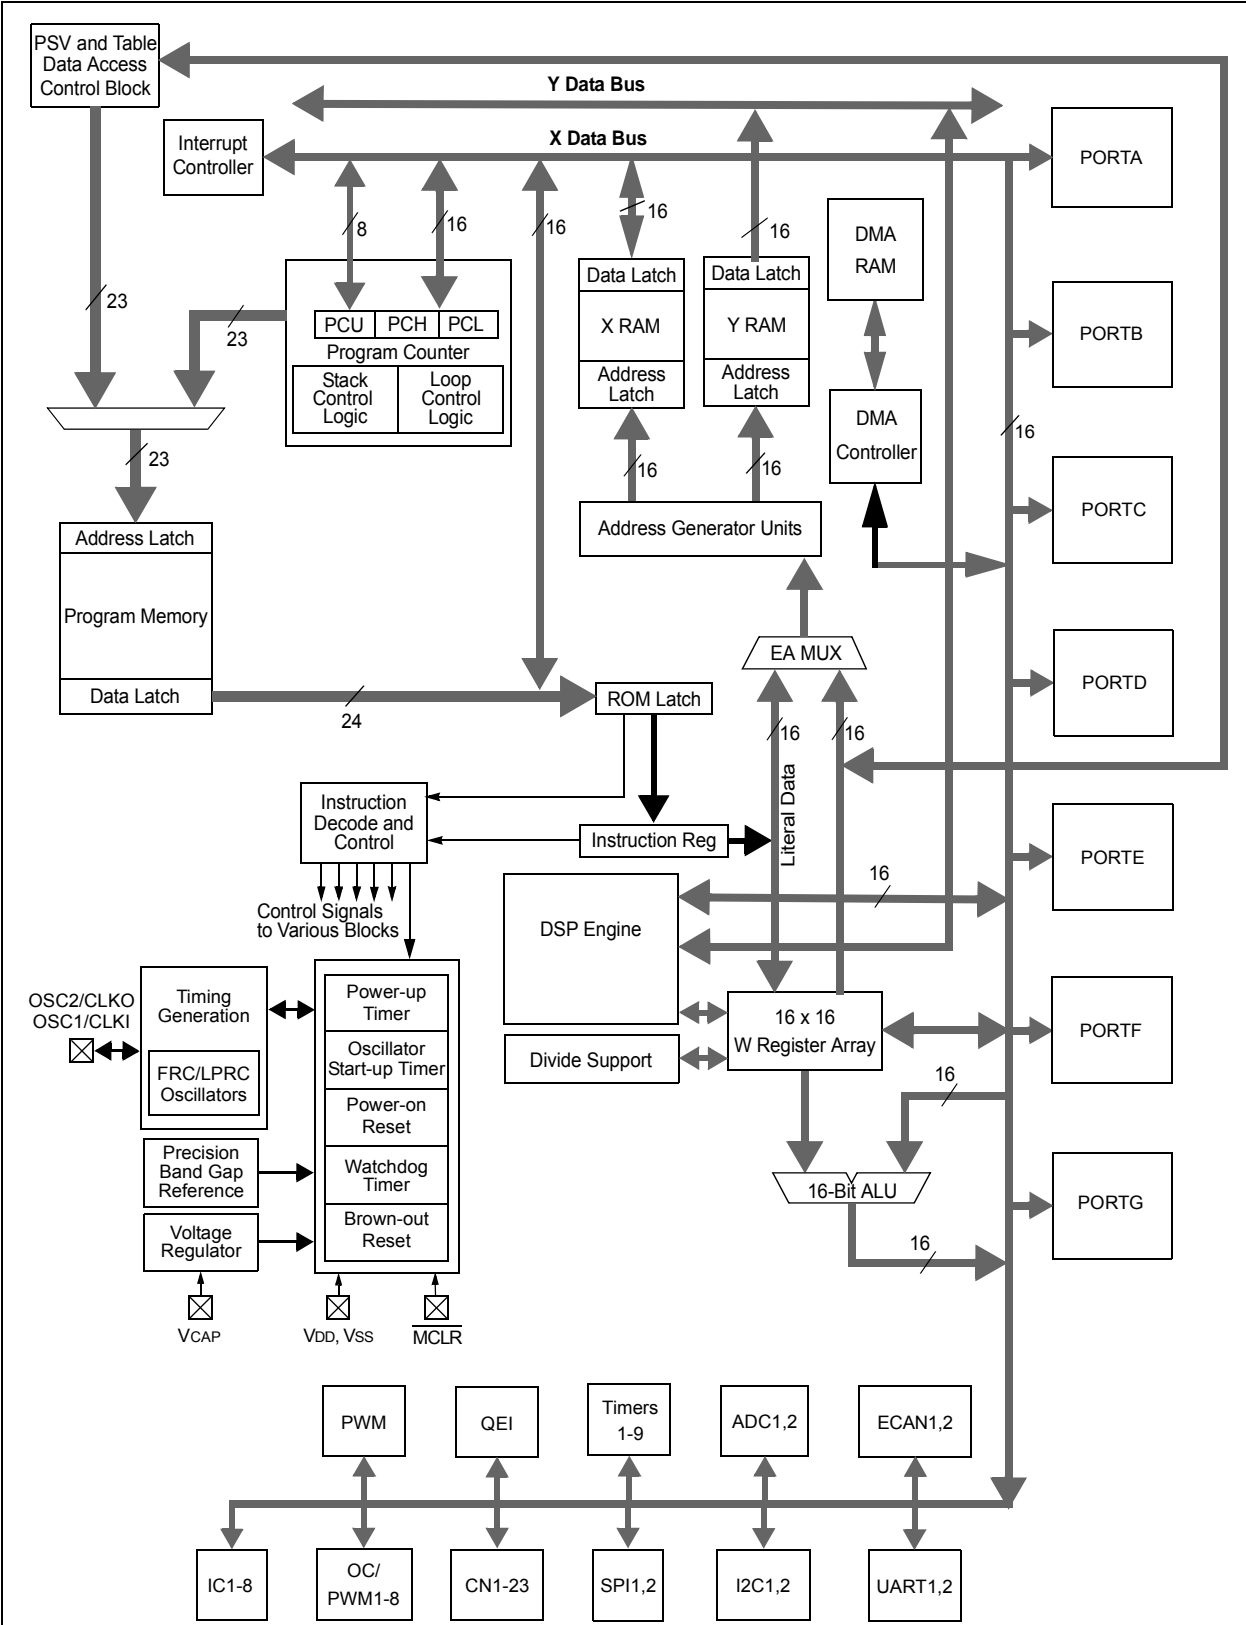 PSV and Table
Data Access
Control Block
Y Data Bus
Interrupt
Controller
X Data Bus
PORTA
8
16
16
16
16
DMA
RAM
23
23
Data Latch
X RAM
Address
Latch
Data Latch
Y RAM
Address
Latch
PCU
PCH
PCL
Program Counter
Stack
Control
Logic
Loop
Control
Logic
PORTB
DMA
Controller
16
23
16
16
PORTC
Address Latch
Program Memory
Data Latch
Address Generator Units
EA MUX
PORTD
24
ROM Latch
16
16
Literal Data
Instruction
Decode and
Control
Instruction Reg
PORTE
Control Signals
to Various Blocks
DSP Engine
16
OSC2/CLKO
OSC1/CLKI
Timing
Generation
FRC/LPRC
Oscillators
Power-up
Timer
Oscillator
Start-up Timer
Power-on
Reset
Watchdog
Timer
Brown-out
Reset
16 x 16
W Register Array
Divide Support
PORTF
16
Precision
Band Gap
Reference
Voltage
Regulator
16-Bit ALU
PORTG
16
VCAP
VDD, VSS
MCLR
PWM
QEI
Timers
1-9
ADC1,2
ECAN1,2
IC1-8
OC/
PWM1-8
CN1-23
SPI1,2
I2C1,2
UART1,2